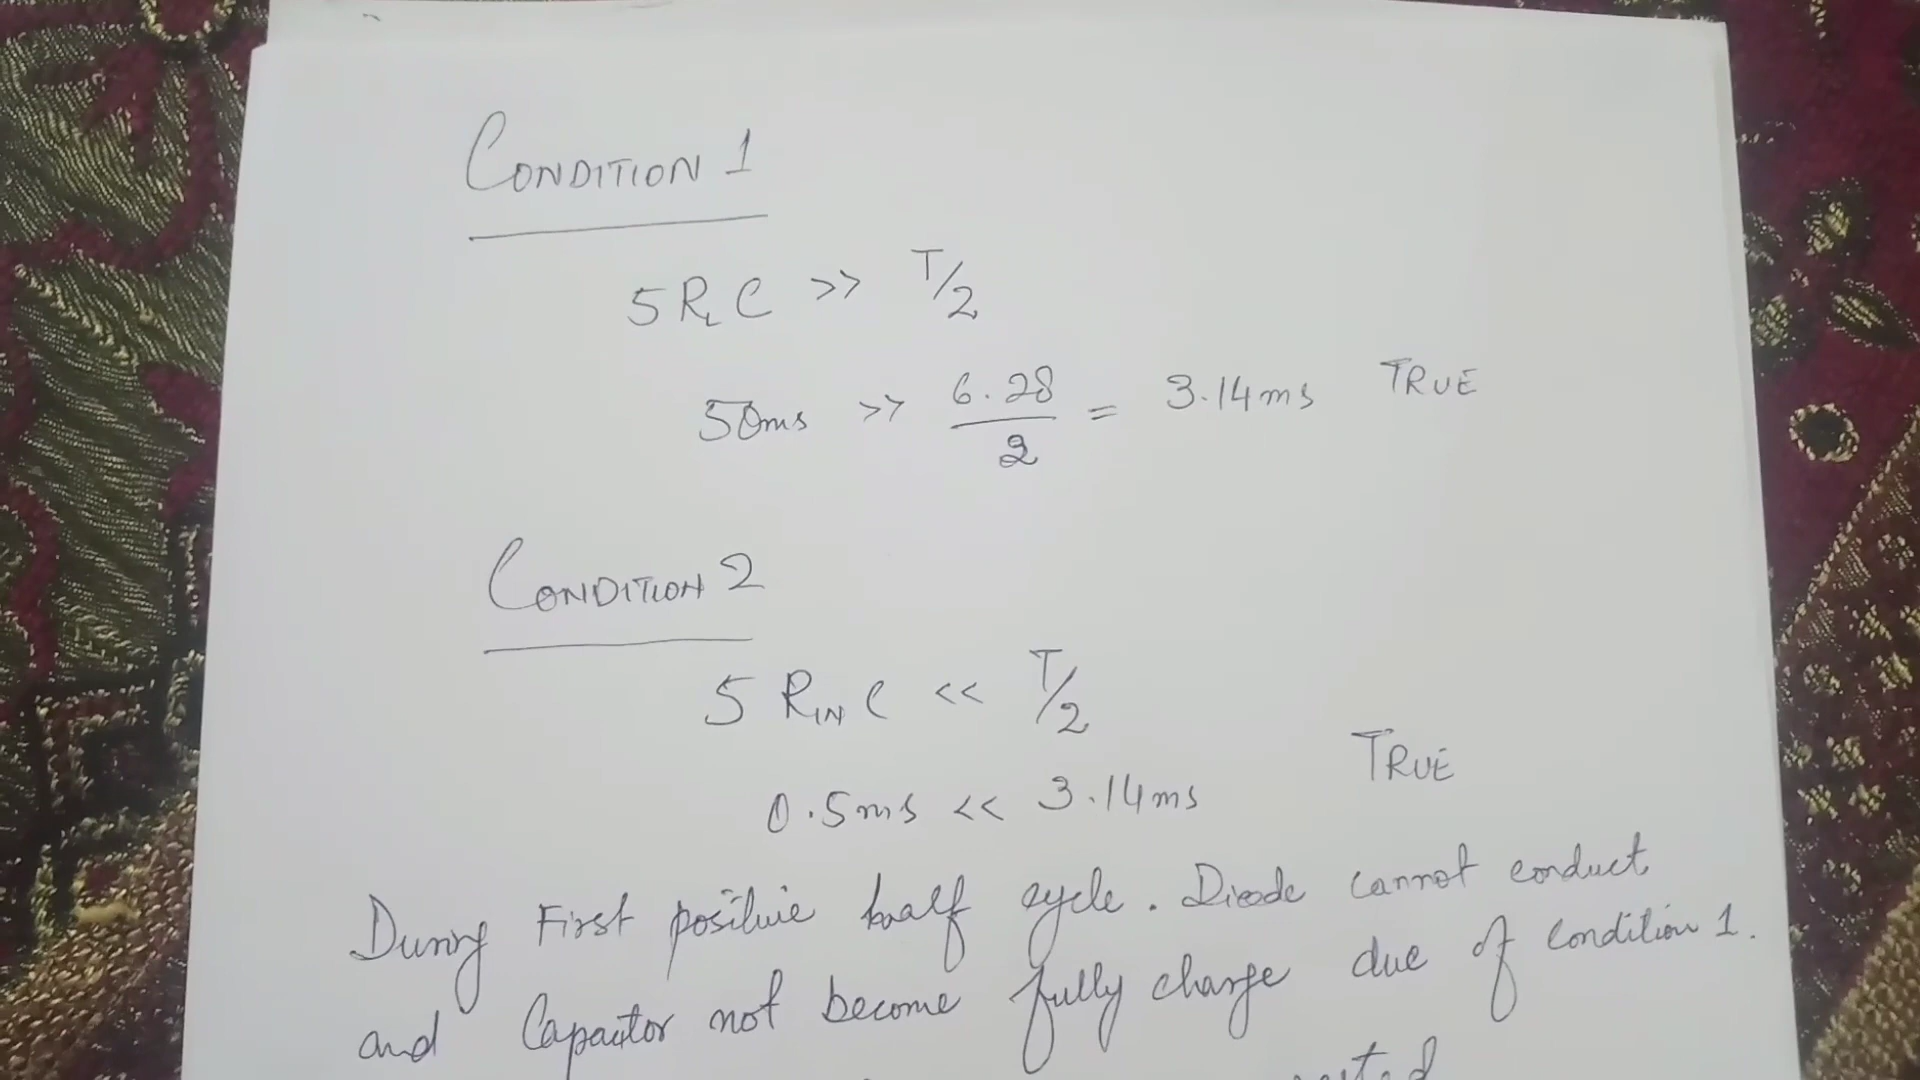 CONDITION 1
5 RL C >> T/2
50ms >> 6.28/2 = 3.14ms TRUE
CONDITION 2
5 RIN C << T/2
0.5ms << 3.14ms TRUE
During First positive half cycle. Diode cannot conduct
and Capacitor not become fully charge due of Condition 1.